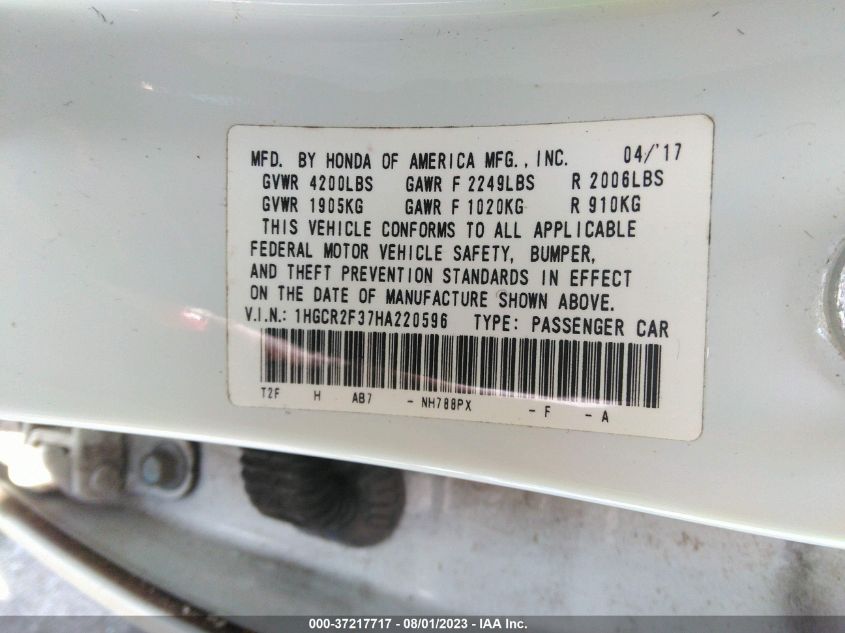 MFD. BY HONDA OF AMERICA MFG., INC. 04/'17
GVWR 4200LBS GAWR F 2249LBS R 2006LBS
GVWR 1905KG GAWR F 1020KG R 910KG
THIS VEHICLE CONFORMS TO ALL APPLICABLE
FEDERAL MOTOR VEHICLE SAFETY, BUMPER,
AND THEFT PREVENTION STANDARDS IN EFFECT
ON THE DATE OF MANUFACTURE SHOWN ABOVE.
V.I.N.: 1HGCR2F37HA220596 TYPE: PASSENGER CAR
T2F H AB7 - NH788PX - F - A
000-37217717 - 08/01/2023 - IAA Inc.